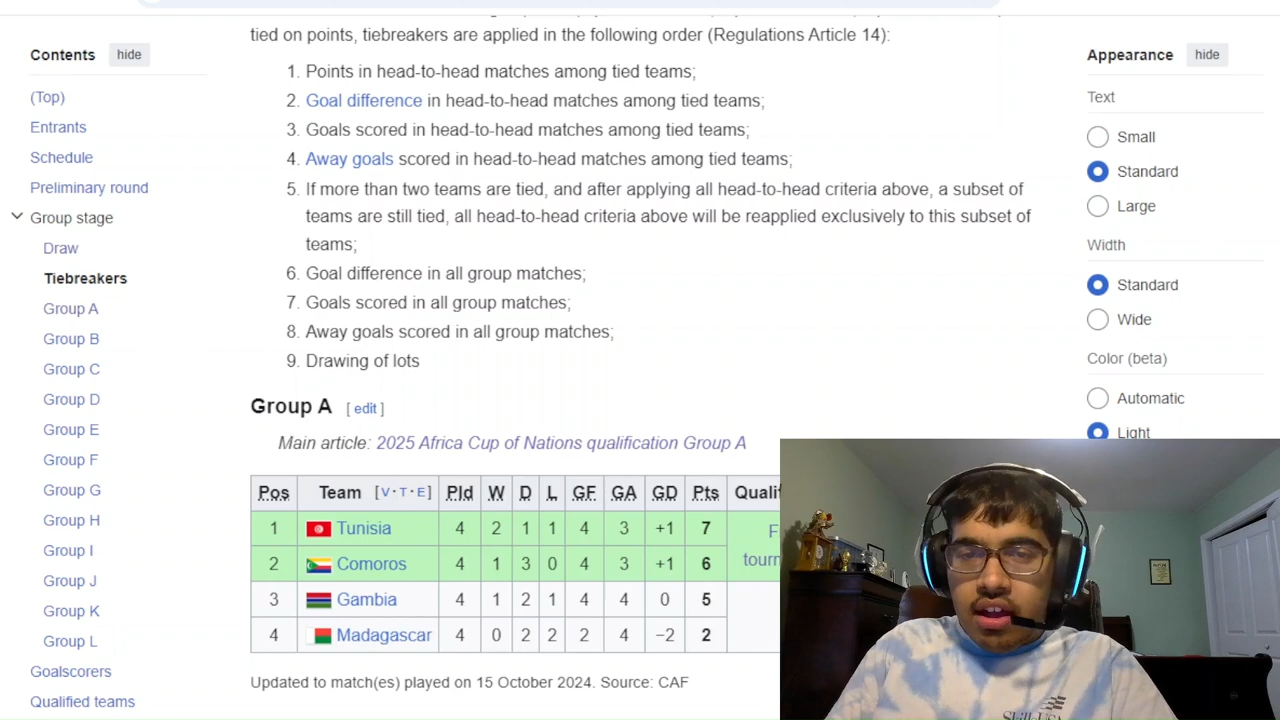 Contents hide
(Top)
Entrants
Schedule
Preliminary round
Group stage
Draw
Tiebreakers
Group A
Group B
Group C
Group D
Group E
Group F
Group G
Group H
Group I
Group J
Group K
Group L
Goalscorers
Qualified teams
tied on points, tiebreakers are applied in the following order (Regulations Article 14):
1. Points in head-to-head matches among tied teams;
2. Goal difference in head-to-head matches among tied teams;
3. Goals scored in head-to-head matches among tied teams;
4. Away goals scored in head-to-head matches among tied teams;
5. If more than two teams are tied, and after applying all head-to-head criteria above, a subset of
teams are still tied, all head-to-head criteria above will be reapplied exclusively to this subset of
teams;
6. Goal difference in all group matches;
7. Goals scored in all group matches;
8. Away goals scored in all group matches;
9. Drawing of lots
Group A [ edit ]
Main article: 2025 Africa Cup of Nations qualification Group A
Pos Team [V·T·E] Pld W D L GF GA GD Pts Qualif
1 Tunisia 4 2 1 1 4 3 +1 7 F
2 Comoros 4 1 3 0 4 3 +1 6 tourn
3 Gambia 4 1 2 1 4 4 0 5
4 Madagascar 4 0 2 2 2 4 −2 2
Updated to match(es) played on 15 October 2024. Source: CAF
Appearance hide
Text
Small
Standard
Large
Width
Standard
Wide
Color (beta)
Automatic
Light